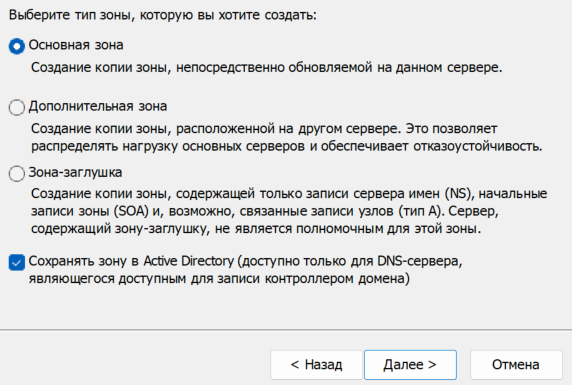 Выберите тип зоны, которую вы хотите создать:
Основная зона
Создание копии зоны, непосредственно обновляемой на данном сервере.
Дополнительная зона
Создание копии зоны, расположенной на другом сервере. Это позволяет
распределять нагрузку основных серверов и обеспечивает отказоустойчивость.
Зона-заглушка
Создание копии зоны, содержащей только записи сервера имен (NS), начальные
записи зоны (SOA) и, возможно, связанные записи узлов (тип A). Сервер,
содержащий зону-заглушку, не является полномочным для этой зоны.
Сохранять зону в Active Directory (доступно только для DNS-сервера,
являющегося доступным для записи контроллером домена)
< Назад Далее > Отмена